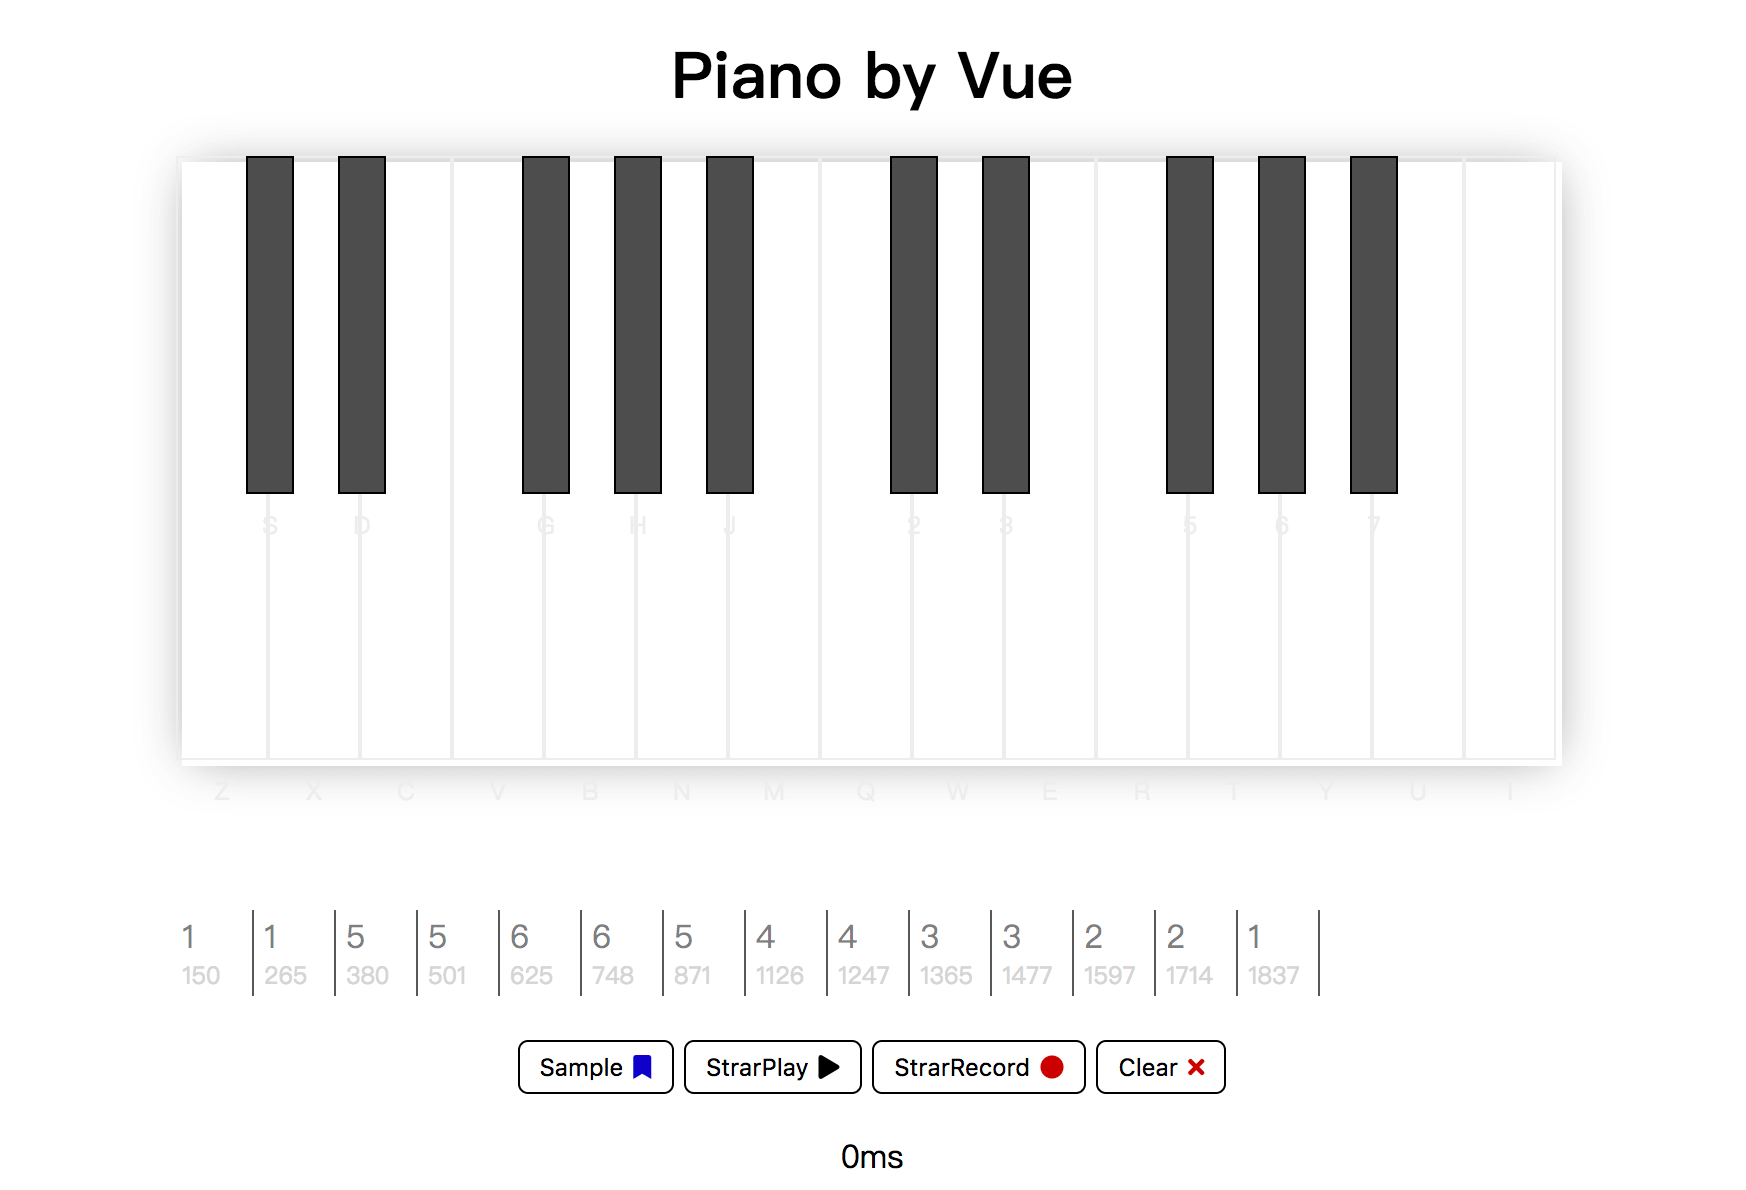 Piano by Vue
S D G H J 2 3 5 6 7
Z X C V B N M Q W E R T Y U I
1 1 5 5 6 6 5 4 4 3 3 2 2 1
150 265 380 501 625 748 871 1126 1247 1365 1477 1597 1714 1837
Sample StrarPlay StrarRecord Clear
0ms